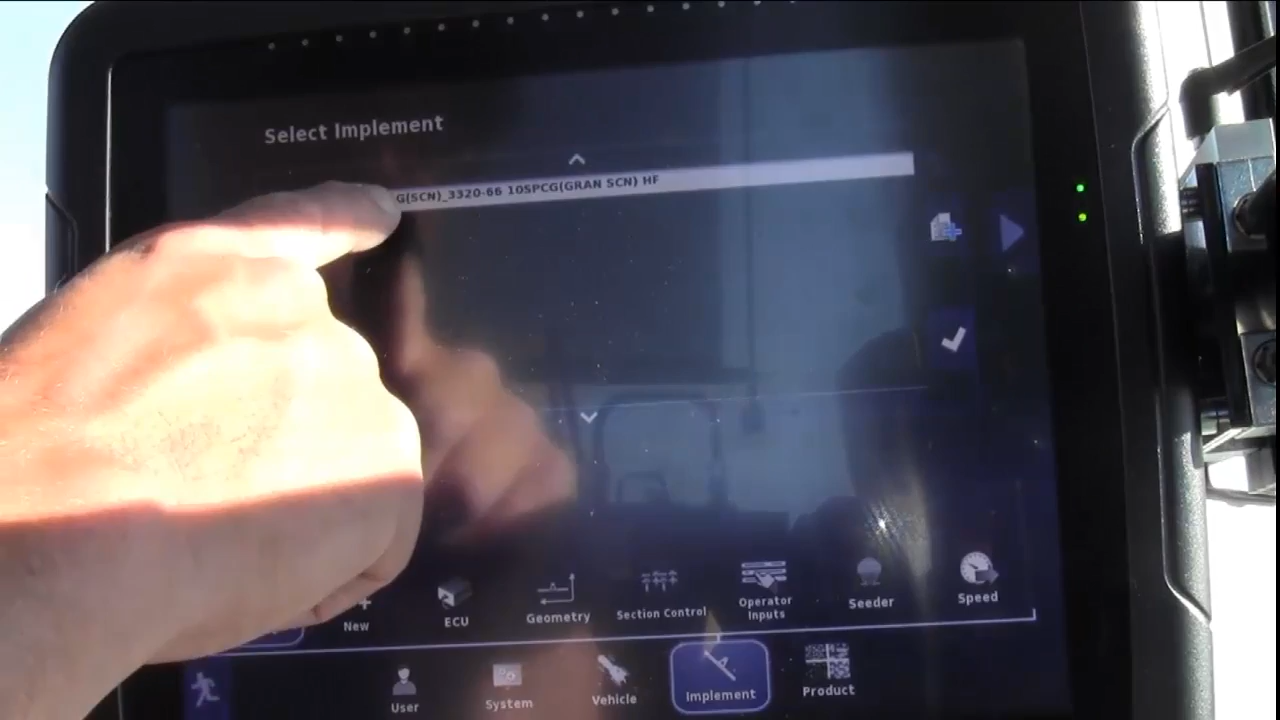 Select Implement
G(SCN)_3320-66 10SPCG(GRAN SCN) HF
New
ECU
Geometry
Section Control
Operator
Inputs
Seeder
Speed
User
System
Vehicle
Implement
Product